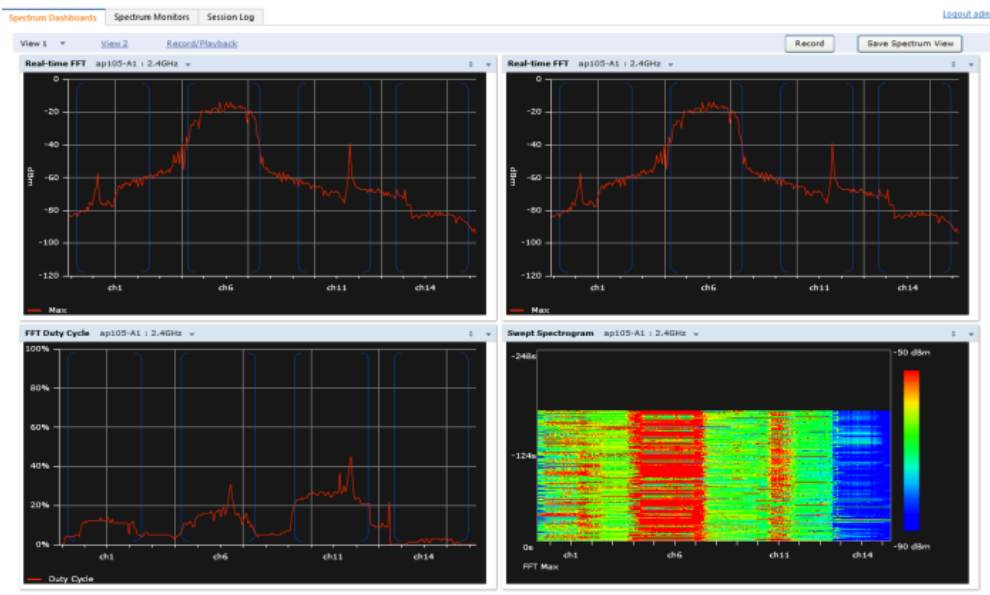 Spectrum Dashboards Spectrum Monitors Session Log
Logout adm
View 1 View 2 Record/Playback Record Save Spectrum View
Real-time FFT ap105-A1 : 2.4GHz
0
-20
-40
-60
-80
-100
-120
dBm
ch1 ch6 ch11 ch14
Max
Real-time FFT ap105-A1 : 2.4GHz
0
-20
-40
-60
-80
-100
-120
dBm
ch1 ch6 ch11 ch14
Max
FFT Duty Cycle ap105-A1 : 2.4GHz
100%
80%
60%
40%
20%
0%
ch1 ch6 ch11 ch14
Duty Cycle
Swept Spectrogram ap105-A1 : 2.4GHz
-248s
-124s
0s
ch1 ch6 ch11 ch14
FFT Max
-50 dBm
-90 dBm